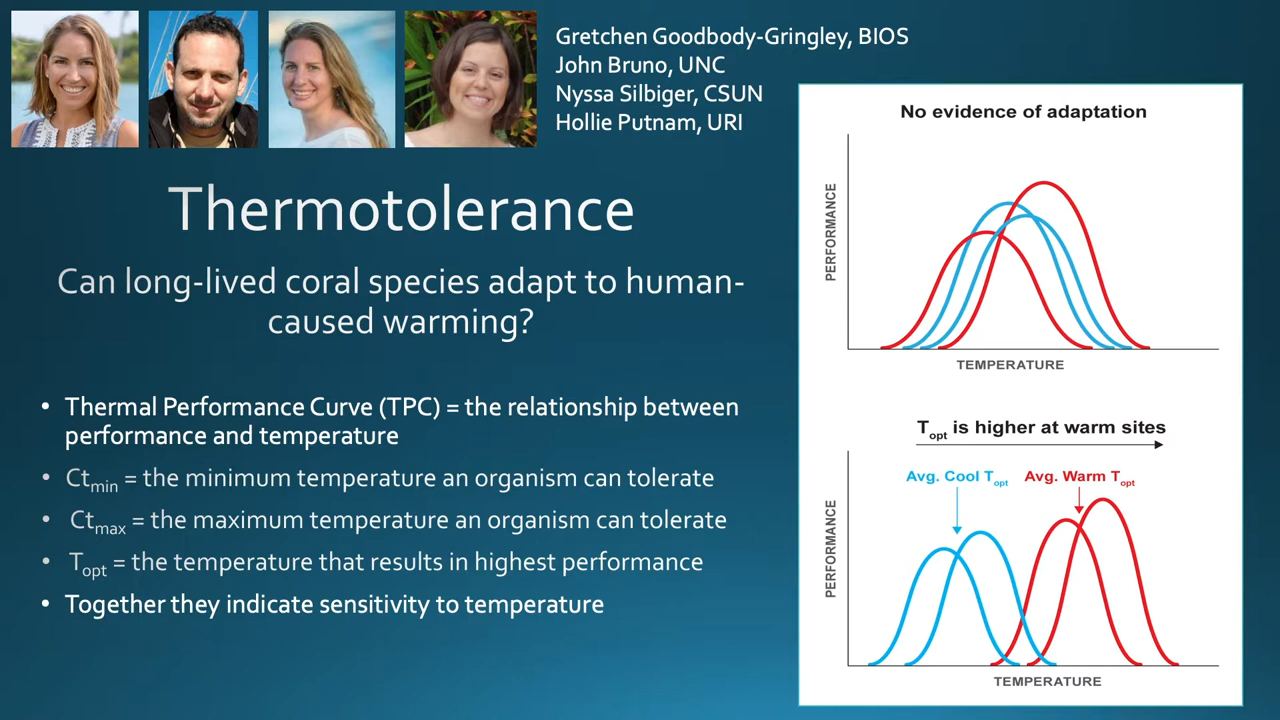 Gretchen Goodbody-Gringley, BIOS
John Bruno, UNC
Nyssa Silbiger, CSUN
Hollie Putnam, URI
Thermotolerance
Can long-lived coral species adapt to human-
caused warming?
• Thermal Performance Curve (TPC) = the relationship between
performance and temperature
• Ctmin = the minimum temperature an organism can tolerate
• Ctmax = the maximum temperature an organism can tolerate
• Topt = the temperature that results in highest performance
• Together they indicate sensitivity to temperature
No evidence of adaptation
PERFORMANCE
TEMPERATURE
Topt is higher at warm sites
Avg. Cool Topt
Avg. Warm Topt
PERFORMANCE
TEMPERATURE